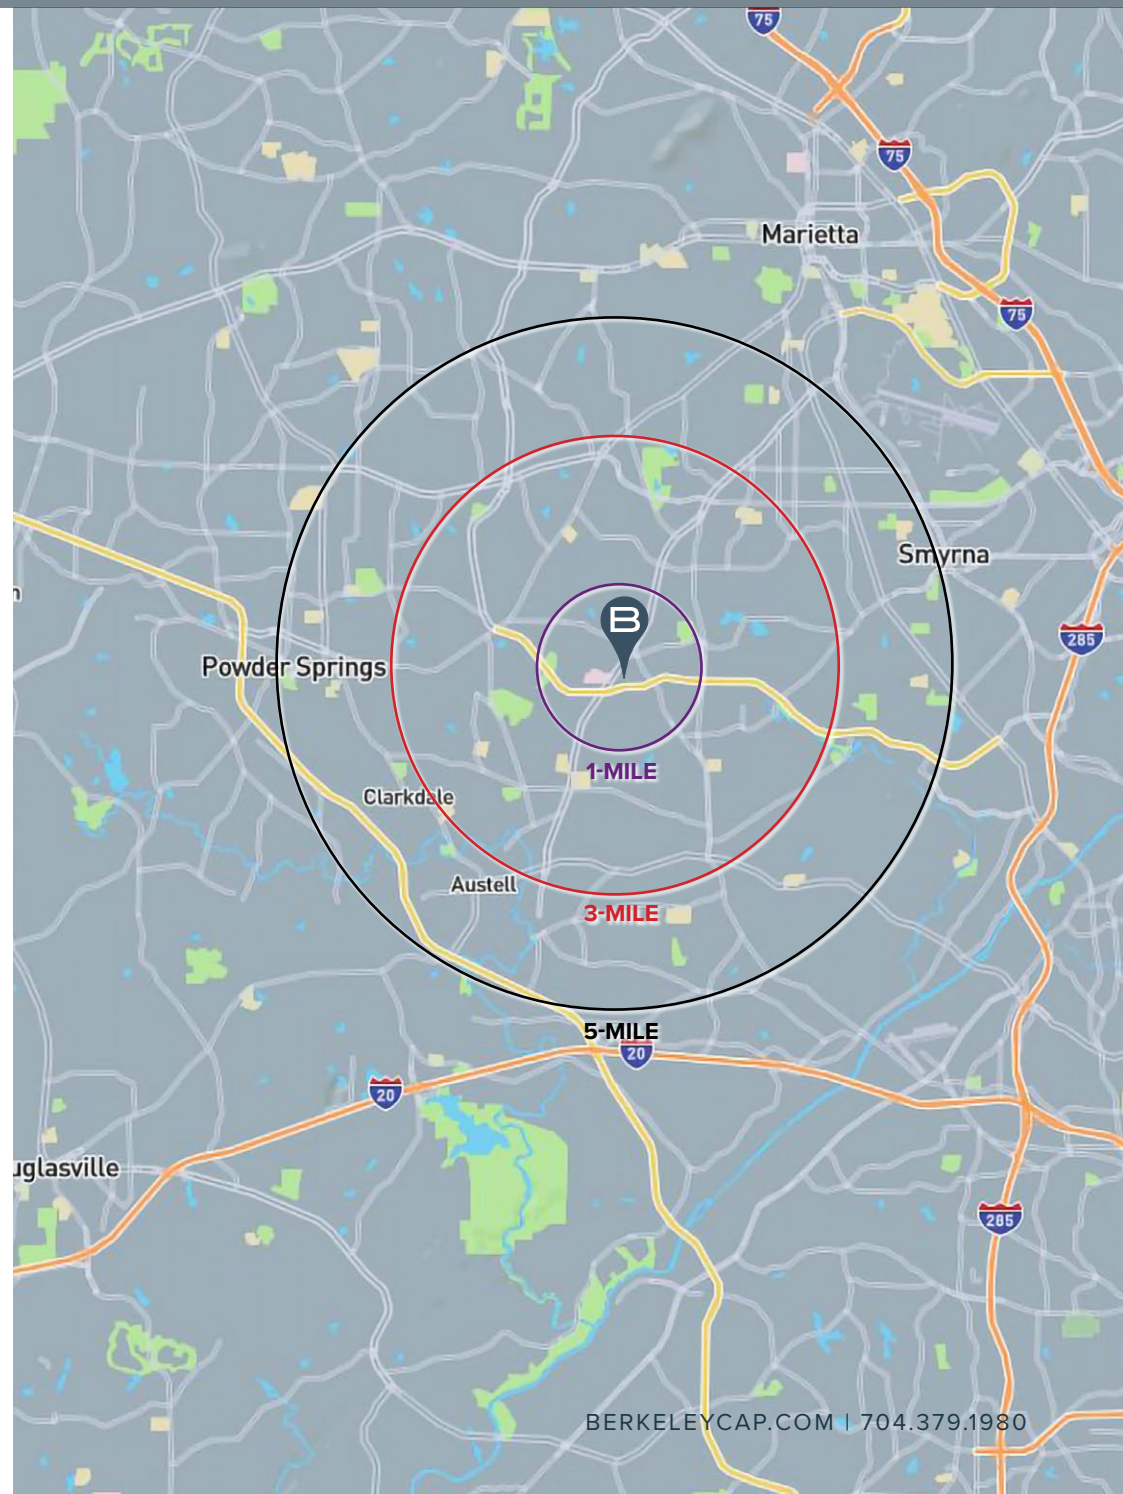 75
75
Marietta
75
Smyrna
n
B
285
Powder Springs
1-MILE
Clarkdale
Austell
3-MILE
5-MILE
20
20
uglasville
285
BERKELEYCAP.COM | 704.379.1980